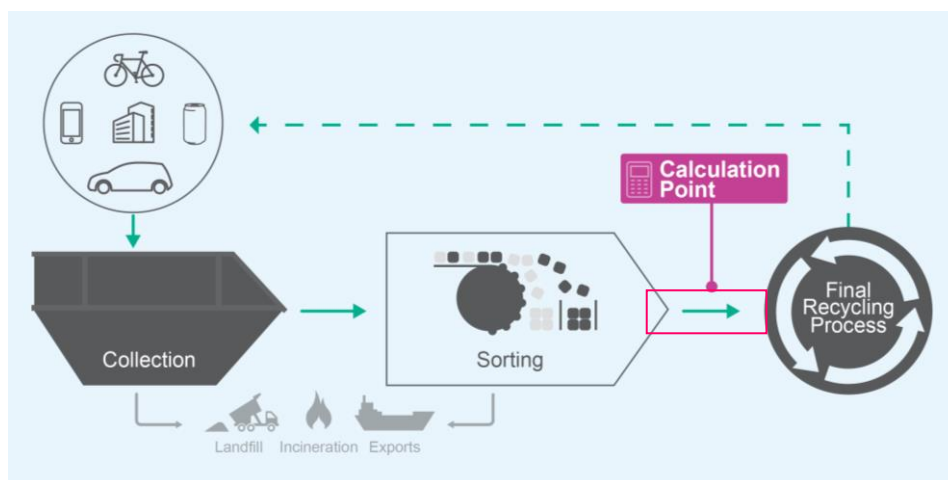 Calculation
Point
Final
Recycling
Process
Collection
Sorting
Landfill
Incineration
Exports